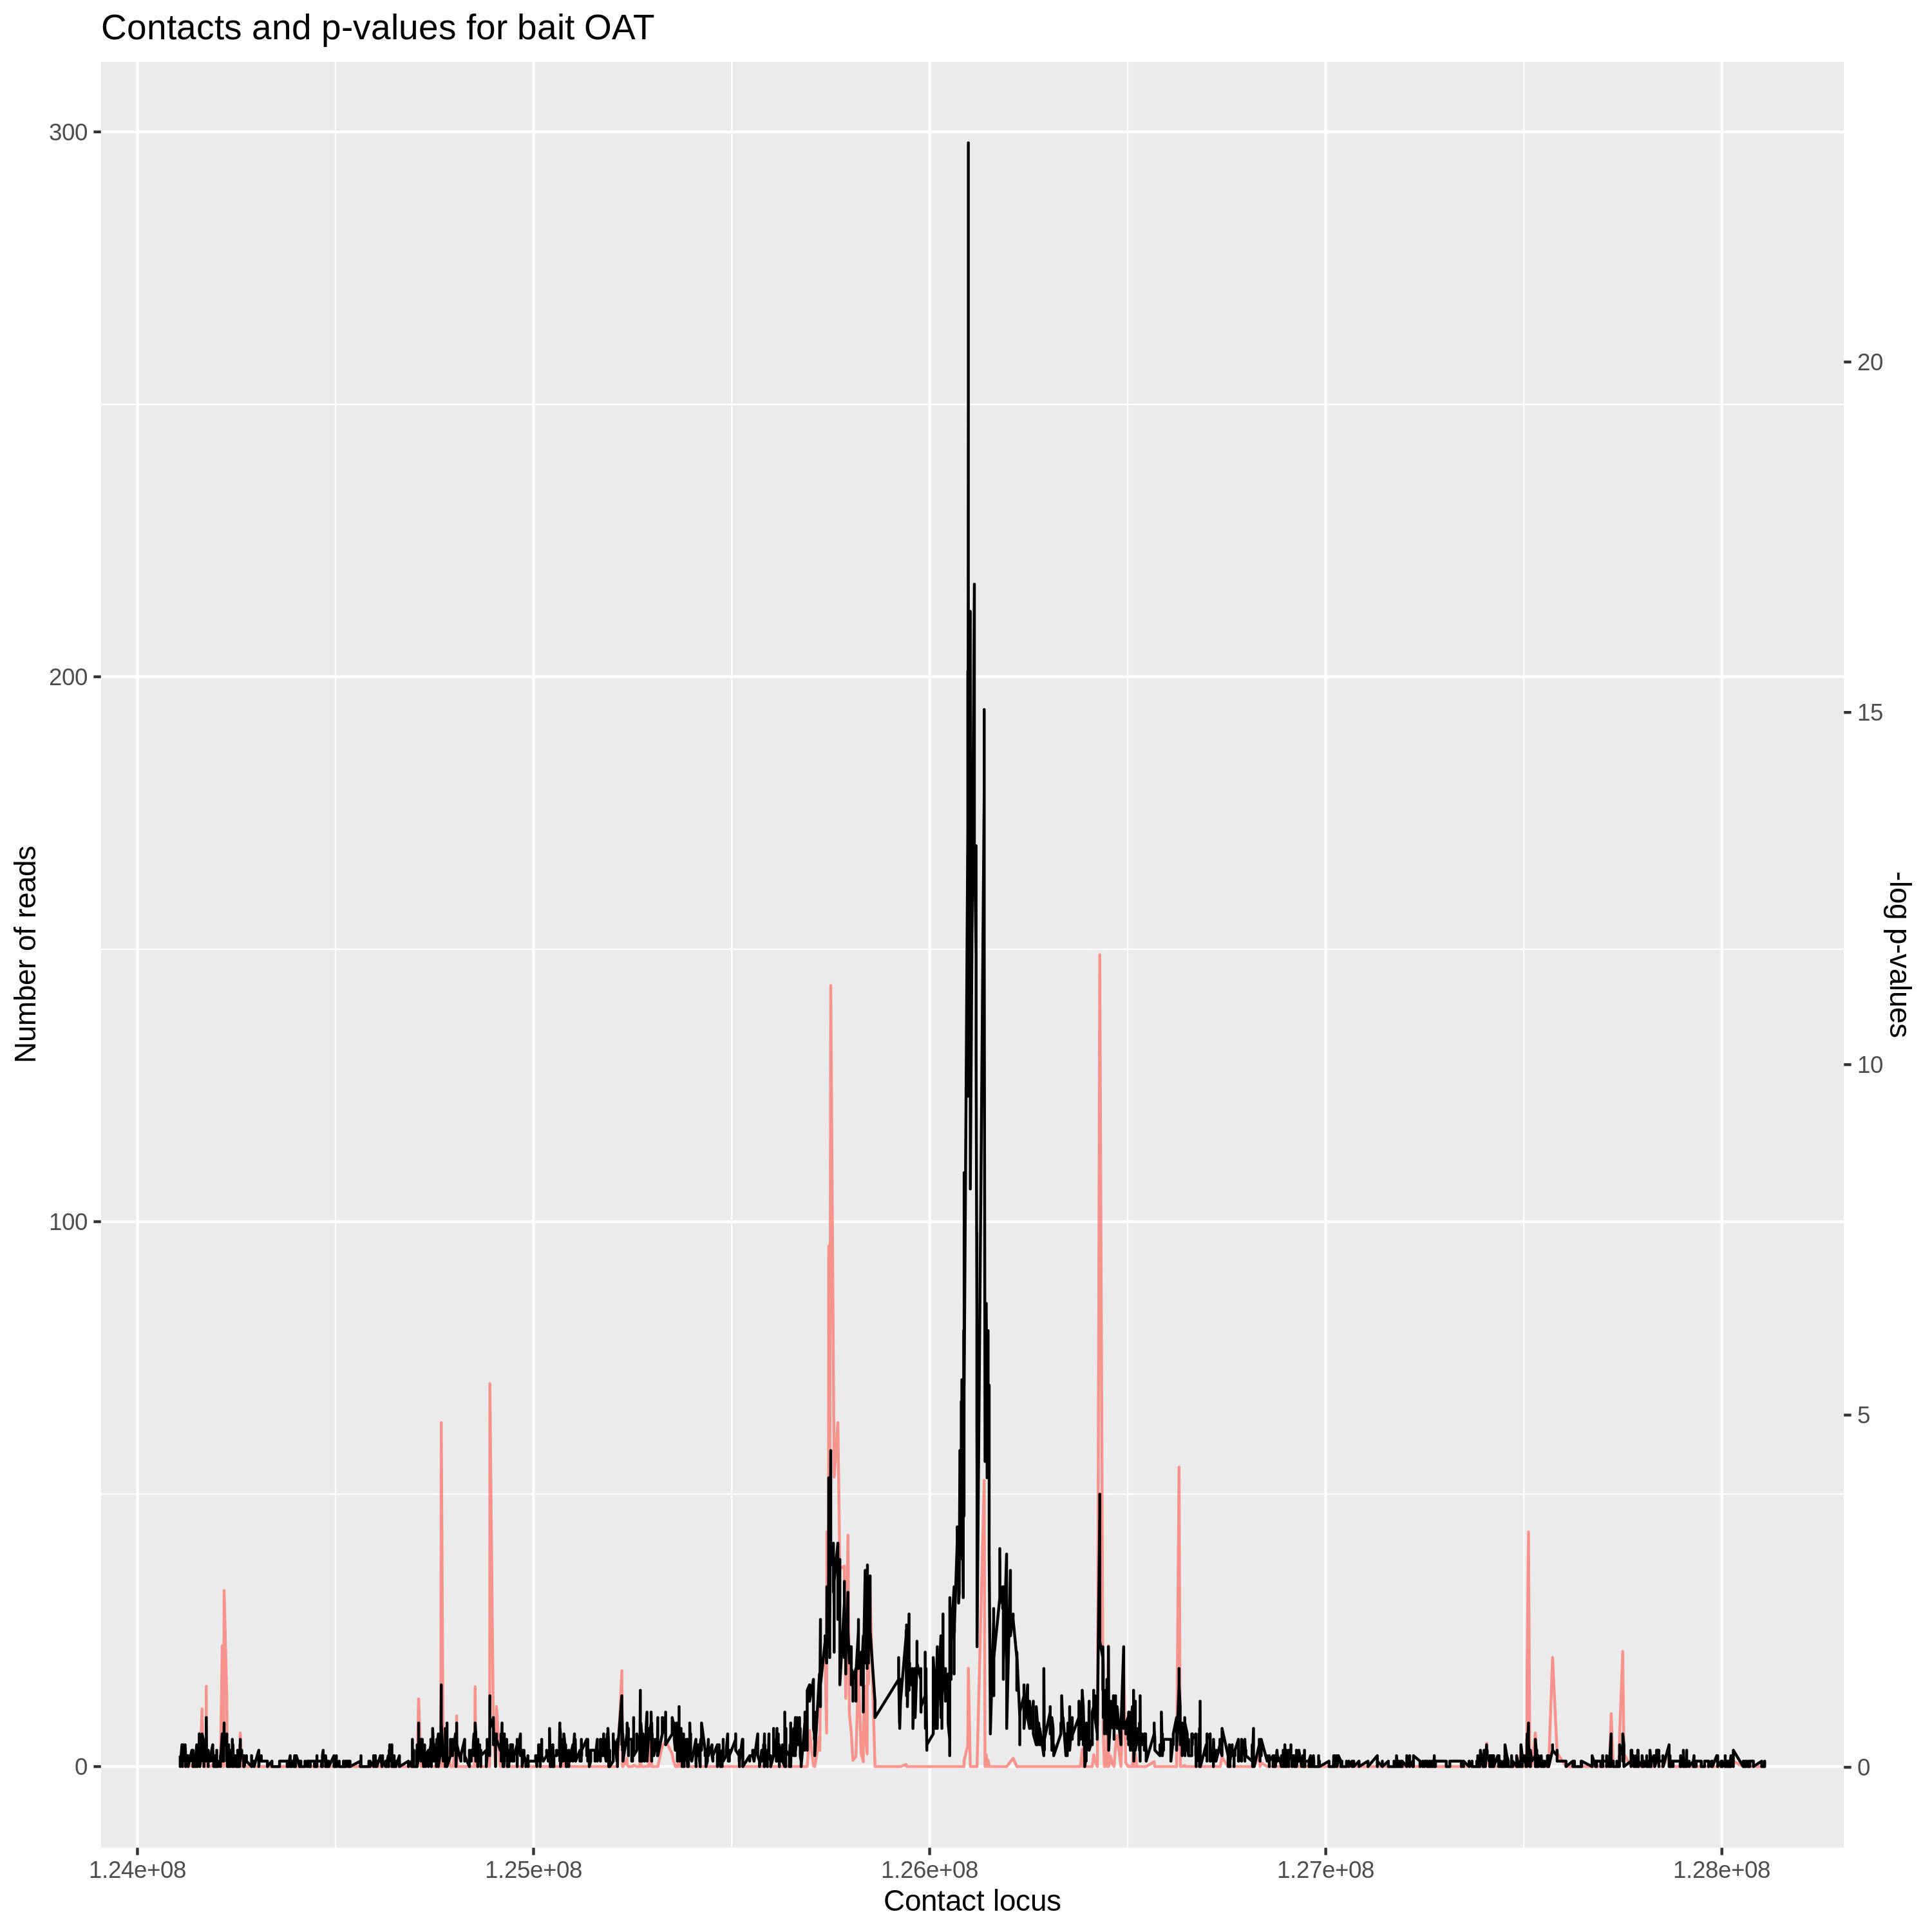 Contacts and p-values for bait OAT
300
200
100
0
Number of reads
20
15
10
5
0
-log p-values
1.24e+08 1.25e+08 1.26e+08 1.27e+08 1.28e+08
Contact locus